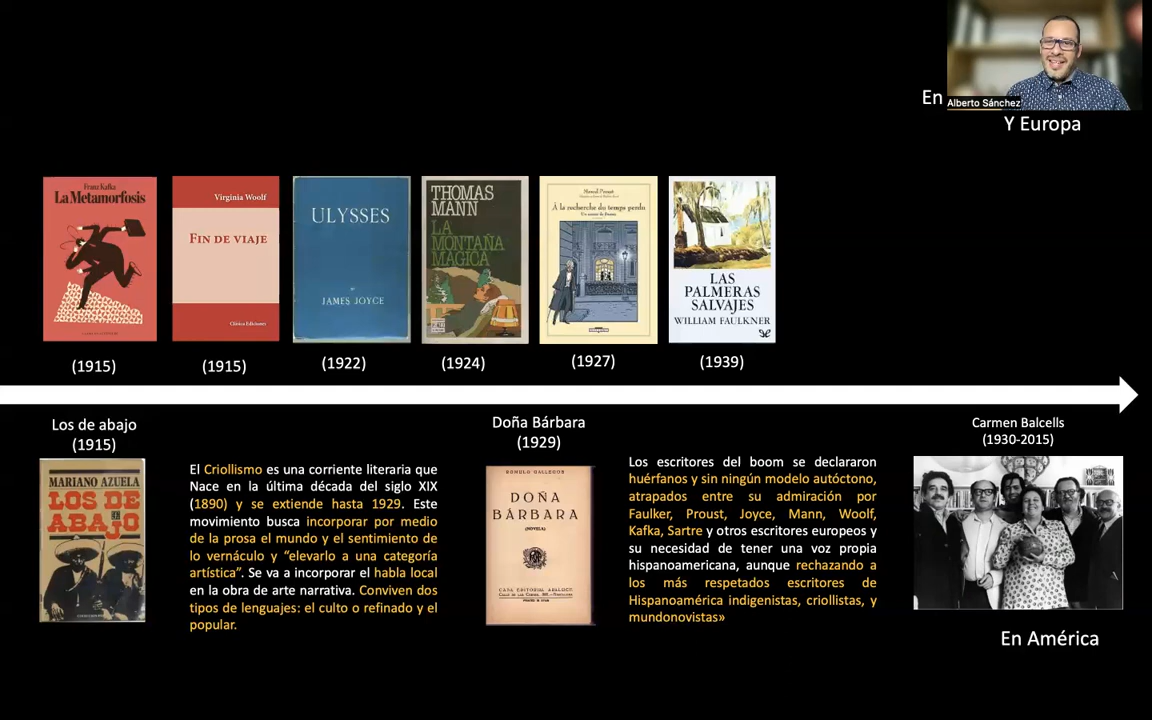 En
Alberto Sánchez
Y Europa
Franz Kafka
La Metamorfosis
Virginia Woolf
FIN DE VIAJE
ULYSSES
JAMES JOYCE
THOMAS
MANN
LA
MONTAÑA
MÁGICA
Marcel Proust
À la recherche du temps perdu
LAS
PALMERAS
SALVAJES
WILLIAM FAULKNER
(1915)
(1915)
(1922)
(1924)
(1927)
(1939)
Los de abajo
(1915)
MARIANO AZUELA
LOS DE
ABAJO
El Criollismo es una corriente literaria que
Nace en la última década del siglo XIX
(1890) y se extiende hasta 1929. Este
movimiento busca incorporar por medio
de la prosa el mundo y el sentimiento de
lo vernáculo y “elevarlo a una categoría
artística”. Se va a incorporar el habla local
en la obra de arte narrativa. Conviven dos
tipos de lenguajes: el culto o refinado y el
popular.
Doña Bárbara
(1929)
ROMULO GALLEGOS
DOÑA
BÁRBARA
(NOVELA)
Los escritores del boom se declararon
huérfanos y sin ningún modelo autóctono,
atrapados entre su admiración por
Faulker, Proust, Joyce, Mann, Woolf,
Kafka, Sartre y otros escritores europeos y
su necesidad de tener una voz propia
hispanoamericana, aunque rechazando a
los más respetados escritores de
Hispanoamérica indigenistas, criollistas, y
mundonovistas»
Carmen Balcells
(1930-2015)
En América